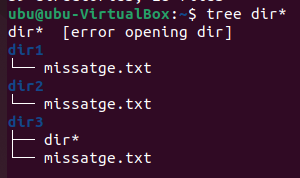 ubu@ubu-VirtualBox:~$ tree dir*
dir*  [error opening dir]
dir1
└── missatge.txt
dir2
└── missatge.txt
dir3
├── dir*
└── missatge.txt